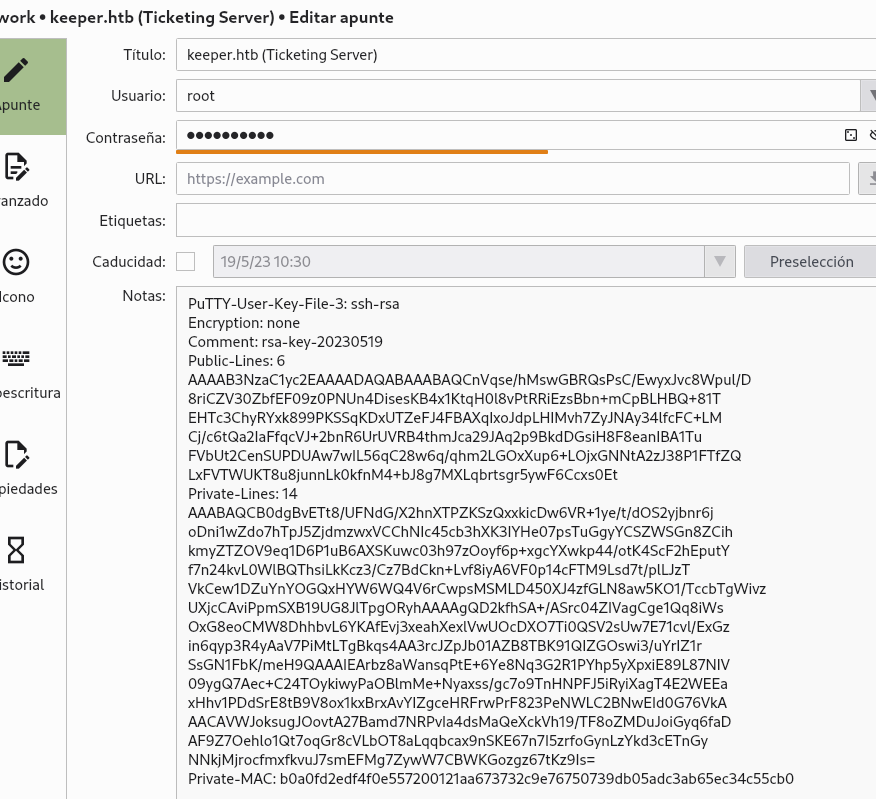 work • keeper.htb (Ticketing Server) • Editar apunte
Título: keeper.htb (Ticketing Server)
Apunte
Usuario: root
Contraseña: ●●●●●●●●●●
URL: https://example.com
anzado
Etiquetas:
Caducidad: 19/5/23 10:30 Preselección
Icono
Notas:
PuTTY-User-Key-File-3: ssh-rsa
Encryption: none
Comment: rsa-key-20230519
Public-Lines: 6
AAAAB3NzaC1yc2EAAAADAQABAAABAQCnVqse/hMswGBRQsPsC/EwyxJvc8Wpul/D
8riCZV30ZbfEF09z0PNUn4DisesKB4x1KtqH0l8vPtRRiEzsBbn+mCpBLHBQ+81T
EHTc3ChyRYxk899PKSSqKDxUTZeFJ4FBAXqIxoJdpLHIMvh7ZyJNAy34lfcFC+LM
escritura
Cj/c6tQa2IaFfqcVJ+2bnR6UrUVRB4thmJca29JAq2p9BkdDGsiH8F8eanIBA1Tu
FVbUt2CenSUPDUAw7wIL56qC28w6q/qhm2LGOxXup6+LOjxGNNtA2zJ38P1FTfZQ
LxFVTWUKT8u8junnLk0kfnM4+bJ8g7MXLqbrtsgr5ywF6Ccxs0Et
piedades
Private-Lines: 14
AAABAQCB0dgBvETt8/UFNdG/X2hnXTPZKSzQxxkicDw6VR+1ye/t/dOS2yjbnr6j
oDni1wZdo7hTpJ5ZjdmzwxVCChNIc45cb3hXK3IYHe07psTuGgyYCSZWSGn8ZCih
kmyZTZOV9eq1D6P1uB6AXSKuwc03h97zOoyf6p+xgcYXwkp44/otK4ScF2hEputY
f7n24kvL0WlBQThsiLkKcz3/Cz7BdCkn+Lvf8iyA6VF0p14cFTM9Lsd7t/plLJzT
istorial
VkCew1DZuYnYOGQxHYW6WQ4V6rCwpsMSMLD450XJ4zfGLN8aw5KO1/TccbTgWivz
UXjcCAviPpmSXB19UG8JlTpgORyhAAAAgQD2kfhSA+/ASrc04ZIVagCge1Qq8iWs
OxG8eoCMW8DhhbvL6YKAfEvj3xeahXexlVwUOcDXO7Ti0QSV2sUw7E71cvl/ExGz
in6qyp3R4yAaV7PiMtLTgBkqs4AA3rcJZpJb01AZB8TBK91QIZGOswi3/uYrIZ1r
SsGN1FbK/meH9QAAAIEArbz8aWansqPtE+6Ye8Nq3G2R1PYhp5yXpxiE89L87NIV
09ygQ7Aec+C24TOykiwyPaOBlmMe+Nyaxss/gc7o9TnHNPFJ5iRyiXagT4E2WEEa
xHhv1PDdSrE8tB9V8ox1kxBrxAvYIZgceHRFrwPrF823PeNWLC2BNwEId0G76VkA
AACAVWJoksugJOovtA27Bamd7NRPvIa4dsMaQeXckVh19/TF8oZMDuJoiGyq6faD
AF9Z7Oehlo1Qt7oqGr8cVLbOT8aLqqbcax9nSKE67n7I5zrfoGynLzYkd3cETnGy
NNkjMjrocfmxfkvuJ7smEFMg7ZywW7CBWKGozgz67tKz9Is=
Private-MAC: b0a0fd2edf4f0e557200121aa673732c9e76750739db05adc3ab65ec34c55cb0